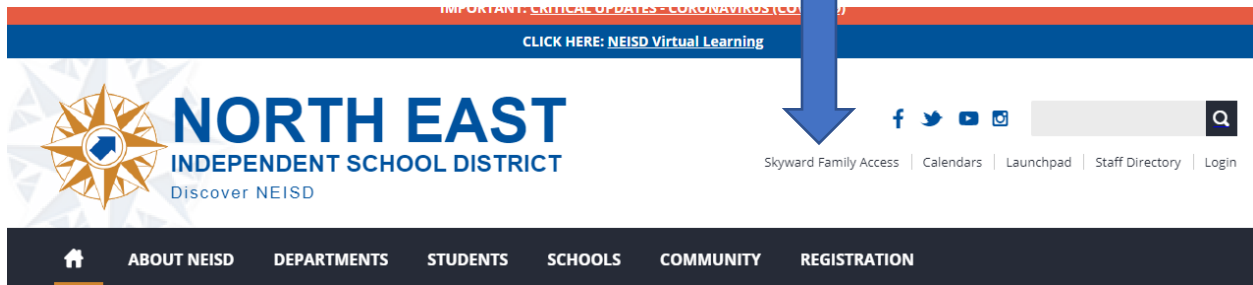 IMPORTANT: CRITICAL UPDATES - CORONAVIRUS
CLICK HERE: NEISD Virtual Learning
NORTH EAST
INDEPENDENT SCHOOL DISTRICT
Discover NEISD
Skyward Family Access | Calendars | Launchpad | Staff Directory | Login
ABOUT NEISD DEPARTMENTS STUDENTS SCHOOLS COMMUNITY REGISTRATION